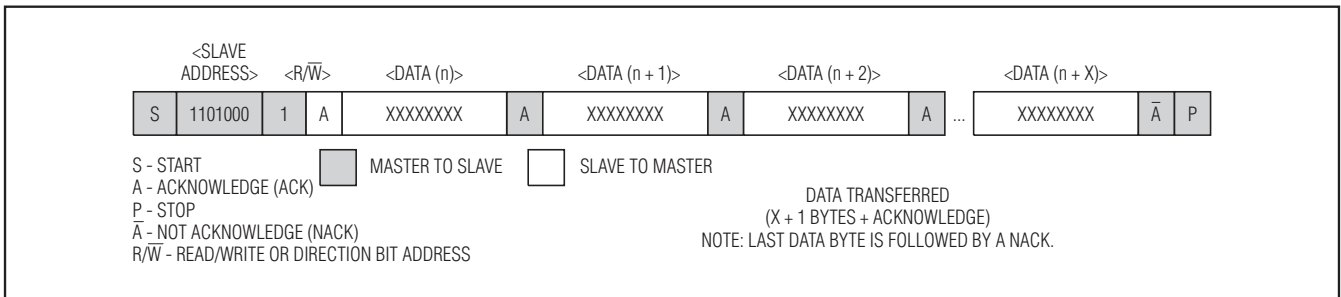 <SLAVE
ADDRESS> <R/W̅> <DATA (n)> <DATA (n + 1)> <DATA (n + 2)> <DATA (n + X)>
S 1101000 1 A XXXXXXXX A XXXXXXXX A XXXXXXXX A ... XXXXXXXX A̅ P
S - START
MASTER TO SLAVE SLAVE TO MASTER
A - ACKNOWLEDGE (ACK)
P - STOP
A̅ - NOT ACKNOWLEDGE (NACK)
R/W̅ - READ/WRITE OR DIRECTION BIT ADDRESS
DATA TRANSFERRED
(X + 1 BYTES + ACKNOWLEDGE)
NOTE: LAST DATA BYTE IS FOLLOWED BY A NACK.